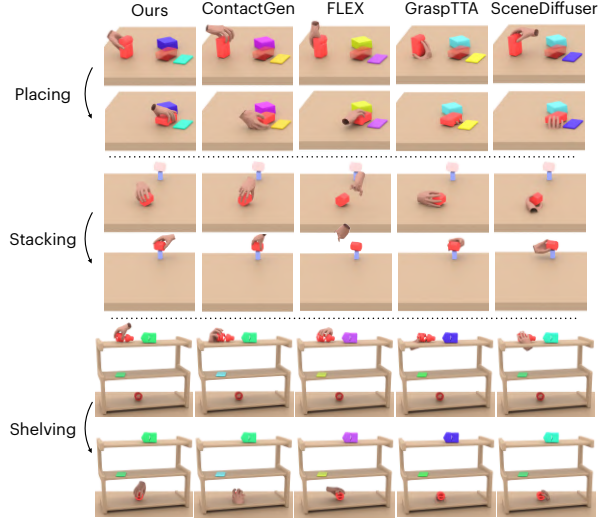 Ours ContactGen FLEX GraspTTA SceneDiffuser
Placing
Stacking
Shelving